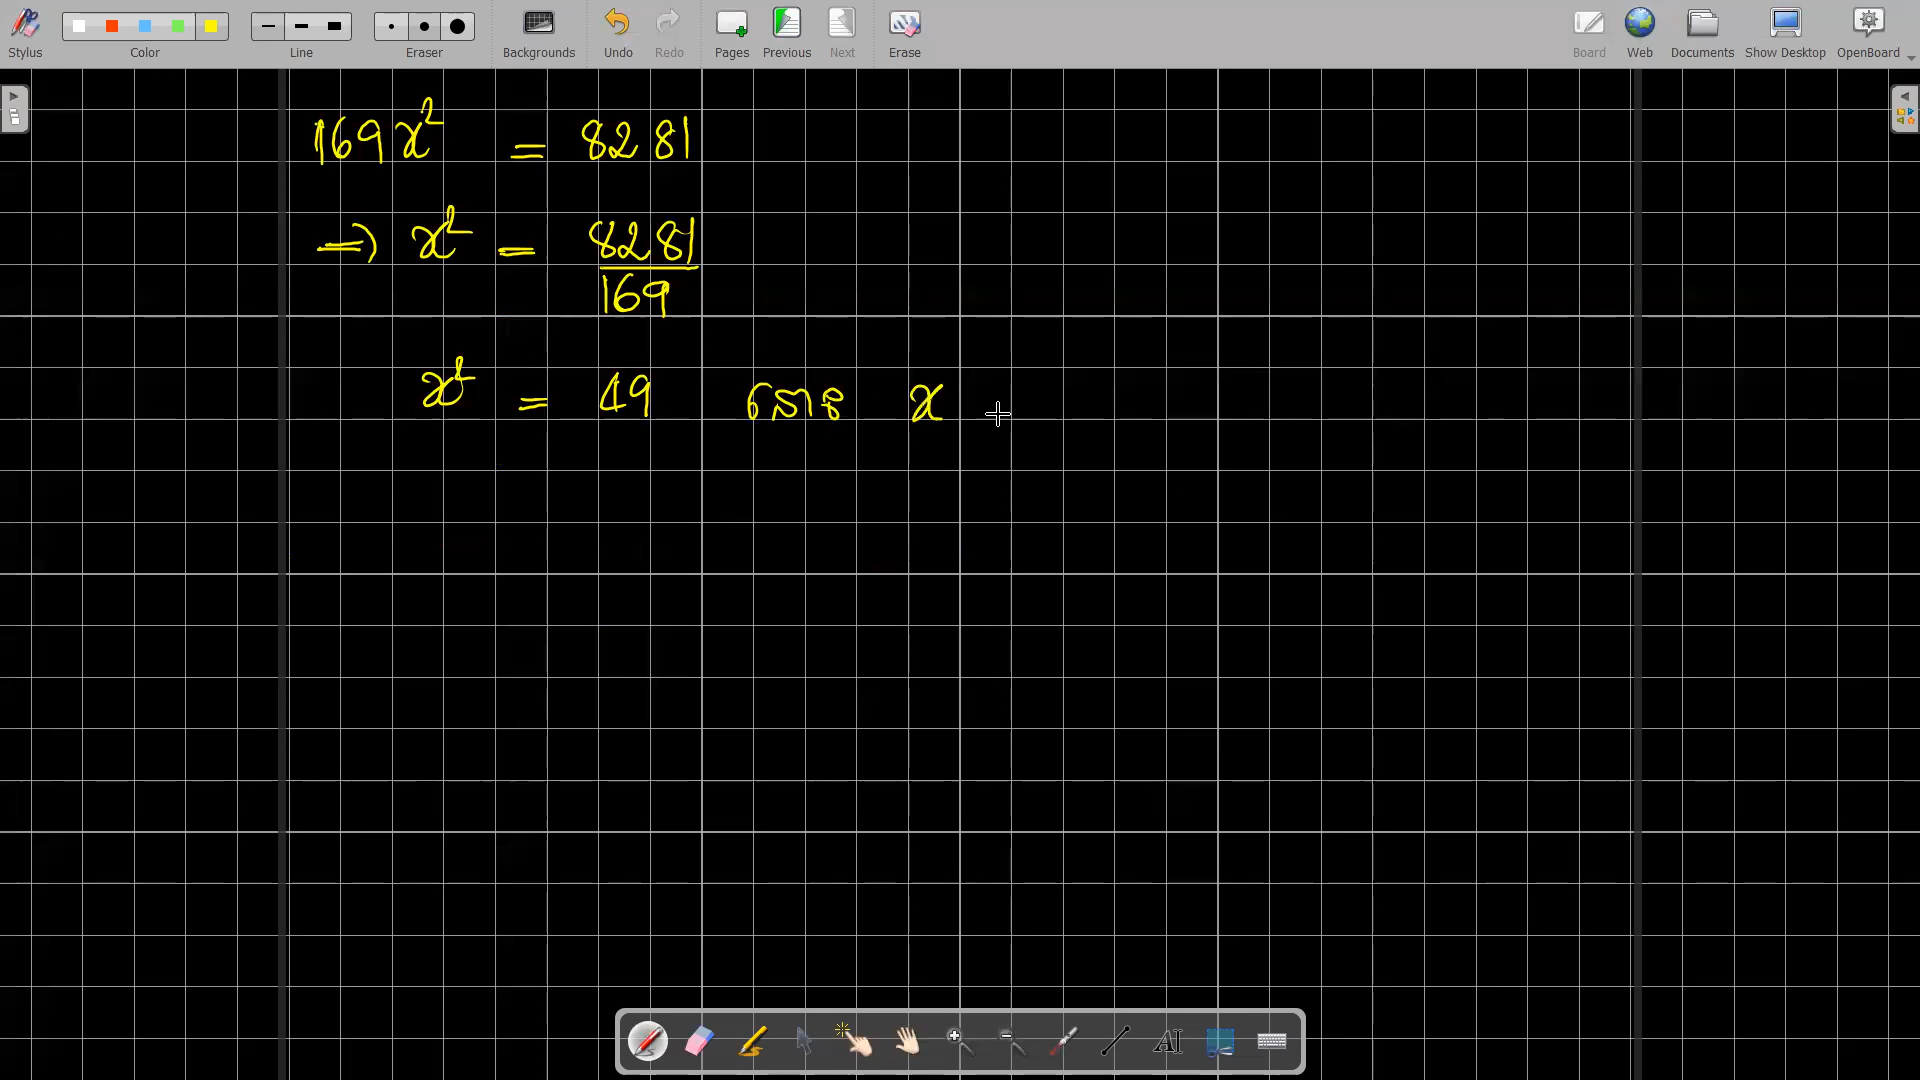 Stylus Color Line Eraser Backgrounds Undo Redo Pages Previous Next Erase Board Web Documents Show Desktop OpenBoard
169x² = 8281
⇒ x² = 8281/169
x² = 49 នោះ x